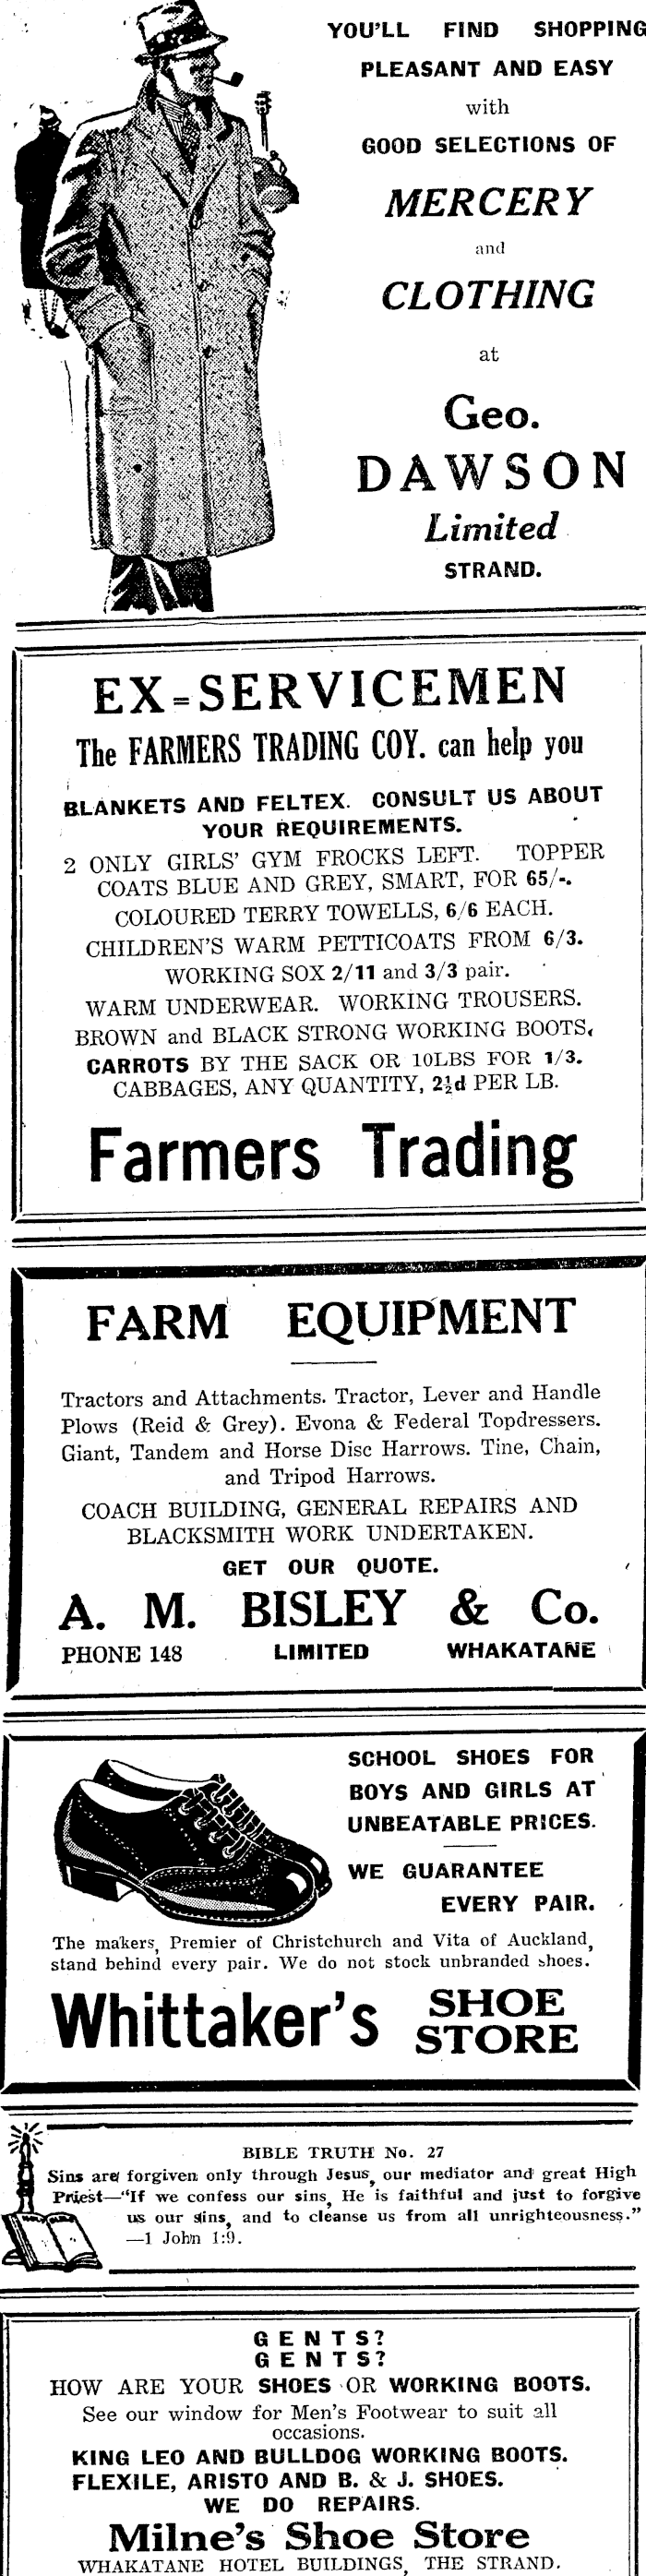 YOU'LL FIND SHOPPING
PLEASANT AND EASY
with
GOOD SELECTIONS OF
MERCERY
and
CLOTHING
at
Geo.
DAWSON
Limited
STRAND.
EX-SERVICEMEN
The FARMERS TRADING COY. can help you
BLANKETS AND FELTEX. CONSULT US ABOUT
YOUR REQUIREMENTS.
2 ONLY GIRLS' GYM FROCKS LEFT. TOPPER
COATS BLUE AND GREY, SMART, FOR 65/-.
COLOURED TERRY TOWELLS, 6/6 EACH.
CHILDREN'S WARM PETTICOATS FROM 6/3.
WORKING SOX 2/11 and 3/3 pair.
WARM UNDERWEAR. WORKING TROUSERS.
BROWN and BLACK STRONG WORKING BOOTS,
CARROTS BY THE SACK OR 10LBS FOR 1/3.
CABBAGES, ANY QUANTITY, 2½d PER LB.
Farmers Trading
FARM EQUIPMENT
Tractors and Attachments. Tractor, Lever and Handle
Plows (Reid & Grey). Evona & Federal Topdressers.
Giant, Tandem and Horse Disc Harrows. Tine, Chain,
and Tripod Harrows.
COACH BUILDING, GENERAL REPAIRS AND
BLACKSMITH WORK UNDERTAKEN.
GET OUR QUOTE.
A. M. BISLEY & Co.
PHONE 148 LIMITED WHAKATANE
SCHOOL SHOES FOR
BOYS AND GIRLS AT
UNBEATABLE PRICES.
WE GUARANTEE
EVERY PAIR.
The makers, Premier of Christchurch and Vita of Auckland,
stand behind every pair. We do not stock unbranded shoes.
Whittaker's SHOE
STORE
BIBLE TRUTH No. 27
Sins are forgiven only through Jesus, our mediator and great High
Priest—"If we confess our sins, He is faithful and just to forgive
us our sins, and to cleanse us from all unrighteousness."
—1 John 1:9.
GENTS?
GENTS?
HOW ARE YOUR SHOES OR WORKING BOOTS.
See our window for Men's Footwear to suit all
occasions.
KING LEO AND BULLDOG WORKING BOOTS.
FLEXILE, ARISTO AND B. & J. SHOES.
WE DO REPAIRS.
Milne's Shoe Store
WHAKATANE HOTEL BUILDINGS, THE STRAND.